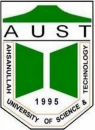 AUST
AHSANULLAH
UNIVERSITY OF SCIENCE &
TECHNOLOGY
1995